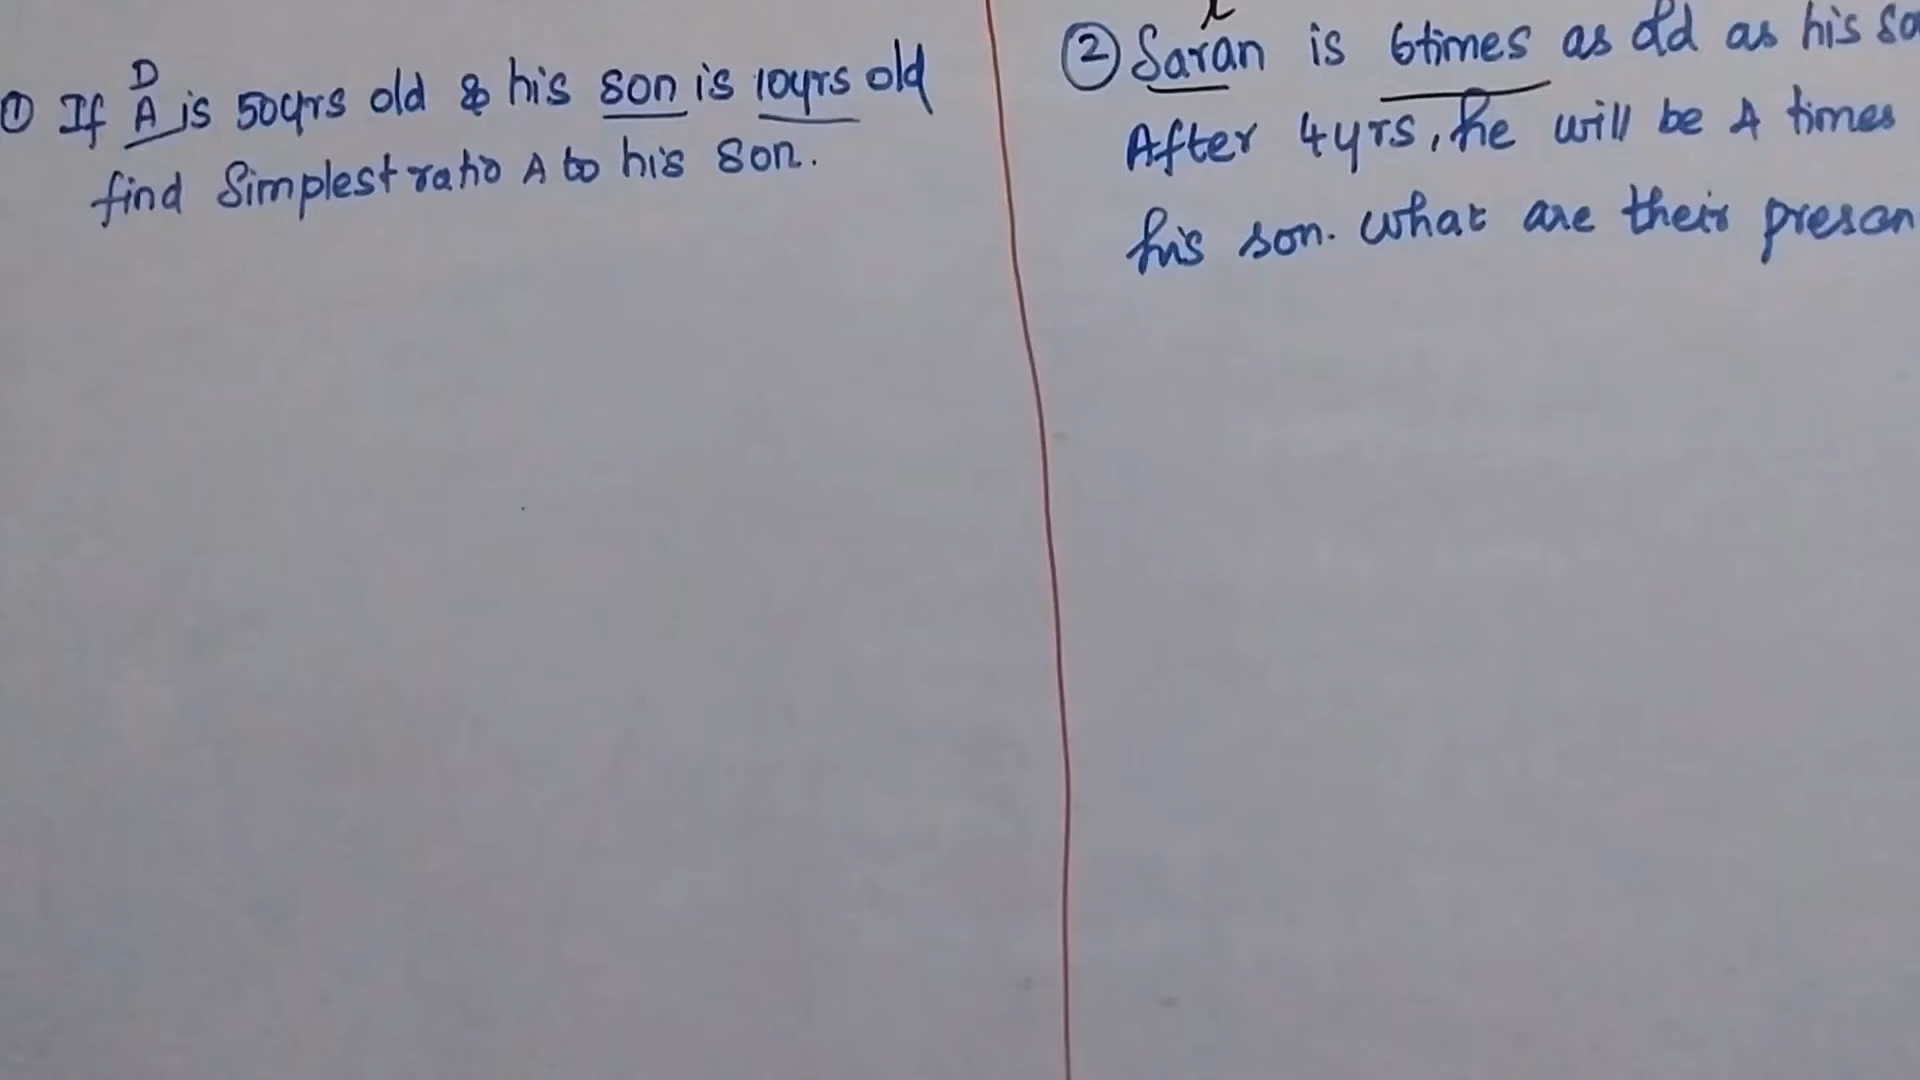 D
① If A is 50yrs old & his son is 10yrs old
find Simplest ratio A to his son.
② Saran is 6times as old as his
After 4yrs, he will be 4 times
his son. what are their